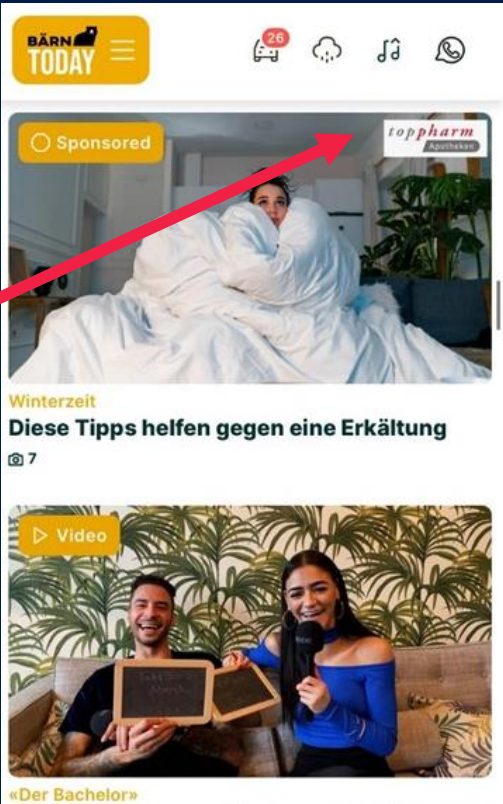 BÄRN
TODAY
26
Sponsored
toppharm
Apotheken
Winterzeit
Diese Tipps helfen gegen eine Erkältung
7
Video
«Der Bachelor»